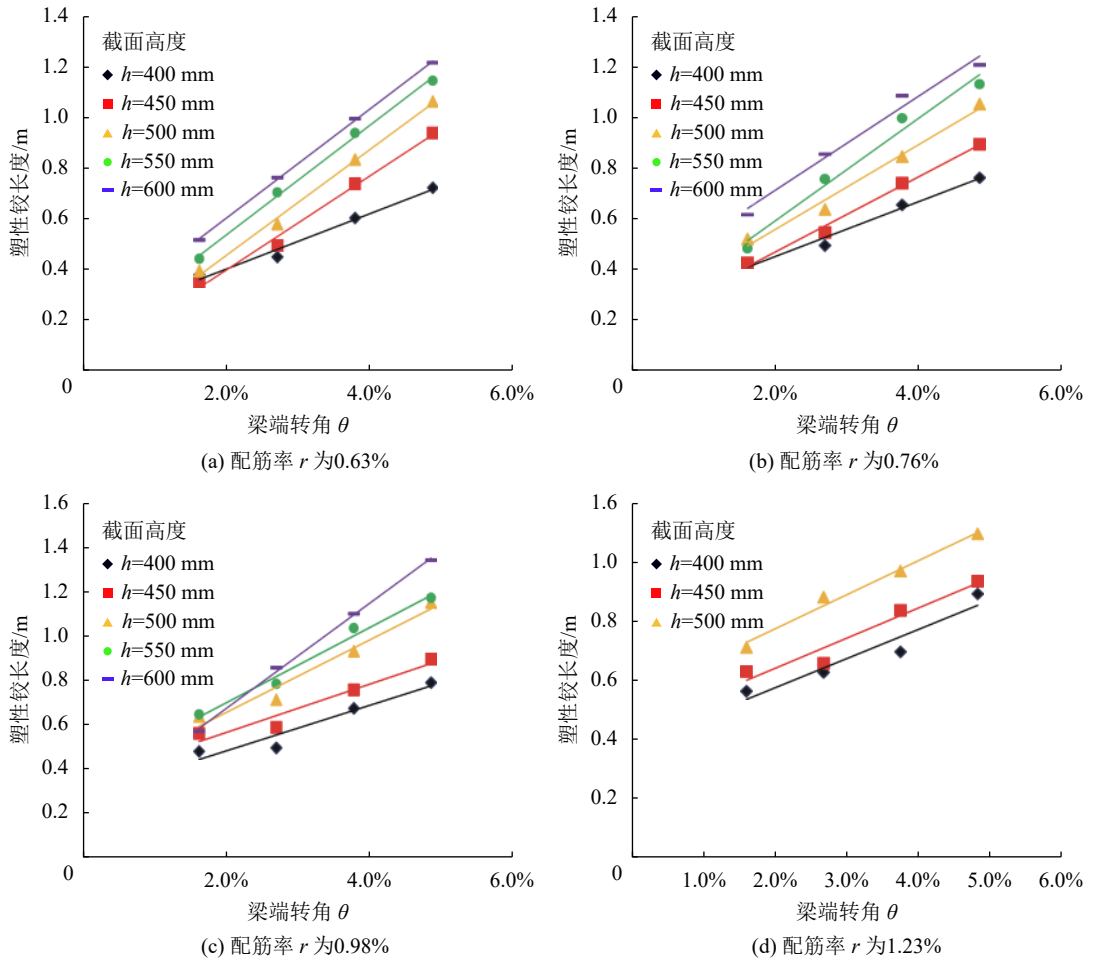 1.4
1.2
1.0
0.8
0.6
0.4
0.2
0
塑性铰长度/m
截面高度
h=400 mm
h=450 mm
h=500 mm
h=550 mm
h=600 mm
2.0% 4.0% 6.0%
梁端转角 θ
(a) 配筋率 r 为0.63%
1.4
1.2
1.0
0.8
0.6
0.4
0.2
0
塑性铰长度/m
截面高度
h=400 mm
h=450 mm
h=500 mm
h=550 mm
h=600 mm
2.0% 4.0% 6.0%
梁端转角 θ
(b) 配筋率 r 为0.76%
1.6
1.4
1.2
1.0
0.8
0.6
0.4
0.2
0
塑性铰长度/m
截面高度
h=400 mm
h=450 mm
h=500 mm
h=550 mm
h=600 mm
2.0% 4.0% 6.0%
梁端转角 θ
(c) 配筋率 r 为0.98%
1.6
1.0
0.8
0.6
0.4
0.2
0
塑性铰长度/m
截面高度
h=400 mm
h=450 mm
h=500 mm
1.0% 2.0% 3.0% 4.0% 5.0% 6.0%
梁端转角 θ
(d) 配筋率 r 为1.23%